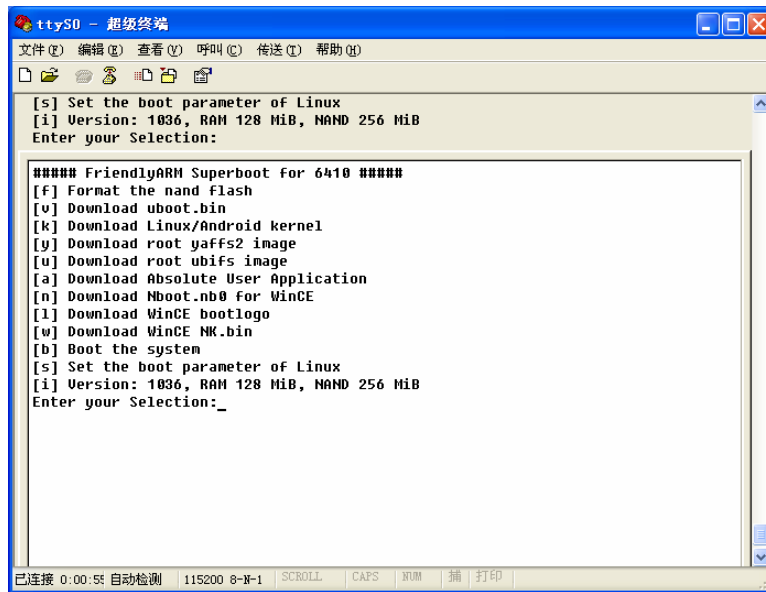 ttyS0 - 超级终端
文件(F) 编辑(E) 查看(V) 呼叫(C) 传送(T) 帮助(H)
[s] Set the boot parameter of Linux
[i] Version: 1036, RAM 128 MiB, NAND 256 MiB
Enter your Selection:
##### FriendlyARM Superboot for 6410 #####
[f] Format the nand flash
[v] Download uboot.bin
[k] Download Linux/Android kernel
[y] Download root yaffs2 image
[u] Download root ubifs image
[a] Download Absolute User Application
[n] Download Nboot.nb0 for WinCE
[l] Download WinCE bootlogo
[w] Download WinCE NK.bin
[b] Boot the system
[s] Set the boot parameter of Linux
[i] Version: 1036, RAM 128 MiB, NAND 256 MiB
Enter your Selection:_
已连接 0:00:55 自动检测 115200 8-N-1 SCROLL CAPS NUM 捕 打印